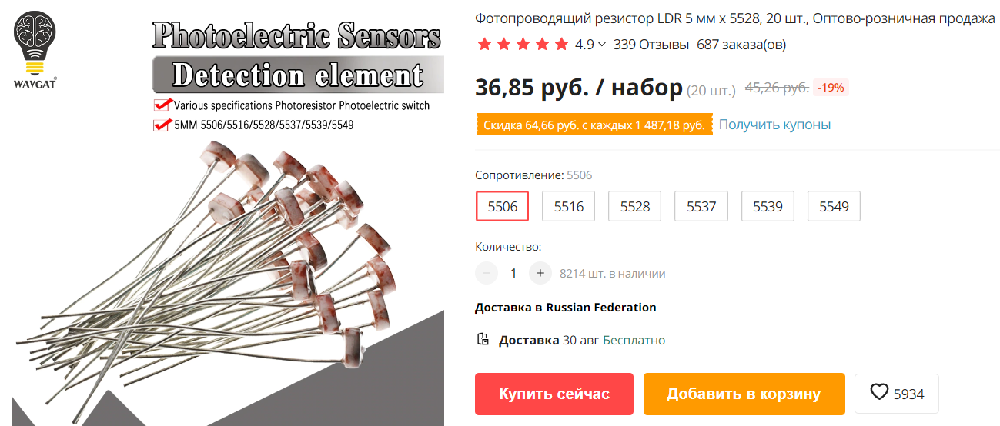 WAVGAT
Photoelectric Sensors
Detection element
Various specifications Photoresistor Photoelectric switch
5MM 5506/5516/5528/5537/5539/5549
Фотопроводящий резистор LDR 5 мм x 5528, 20 шт., Оптово-розничная продажа
4.9 339 Отзывы 687 заказа(ов)
36,85 руб. / набор (20 шт.) 45,26 руб. -19%
Скидка 64,66 руб. с каждых 1 487,18 руб. Получить купоны
Сопротивление: 5506
5506 5516 5528 5537 5539 5549
Количество:
− 1 + 8214 шт. в наличии
Доставка в Russian Federation
Доставка 30 авг Бесплатно
Купить сейчас Добавить в корзину 5934